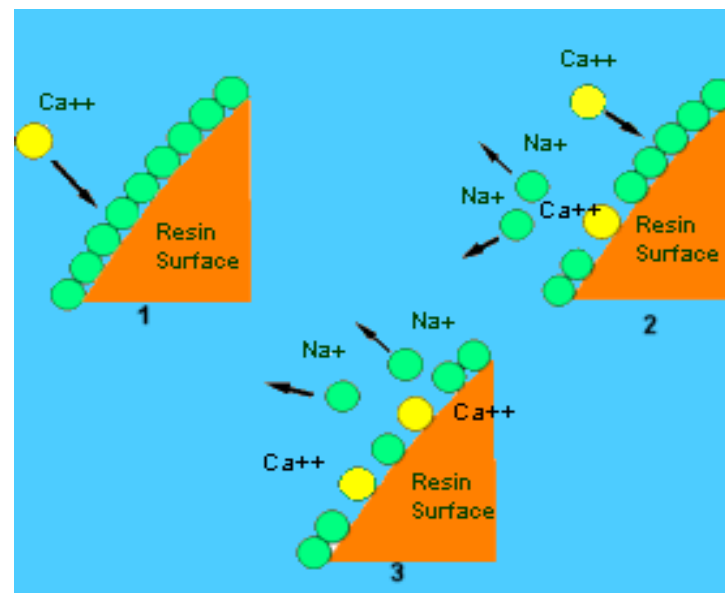 Ca++
Resin
Surface
1
Ca++
Na+
Na+
Ca++
Resin
Surface
2
Na+
Na+
Ca++
Ca++
Resin
Surface
3